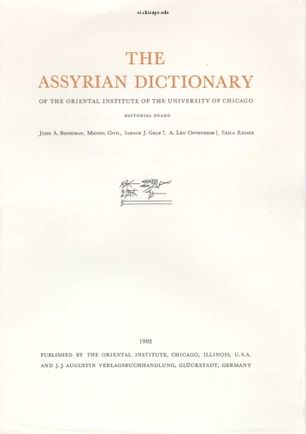 oi.uchicago.edu
THE
ASSYRIAN DICTIONARY
OF THE ORIENTAL INSTITUTE OF THE UNIVERSITY OF CHICAGO
EDITORIAL BOARD
JOHN A. BRINKMAN, MIGUEL CIVIL, IGNACE J. GELB†, A. LEO OPPENHEIM†, ERICA REINER
1992
PUBLISHED BY THE ORIENTAL INSTITUTE, CHICAGO, ILLINOIS, U.S.A.
AND J.J. AUGUSTIN VERLAGSBUCHHANDLUNG, GLÜCKSTADT, GERMANY